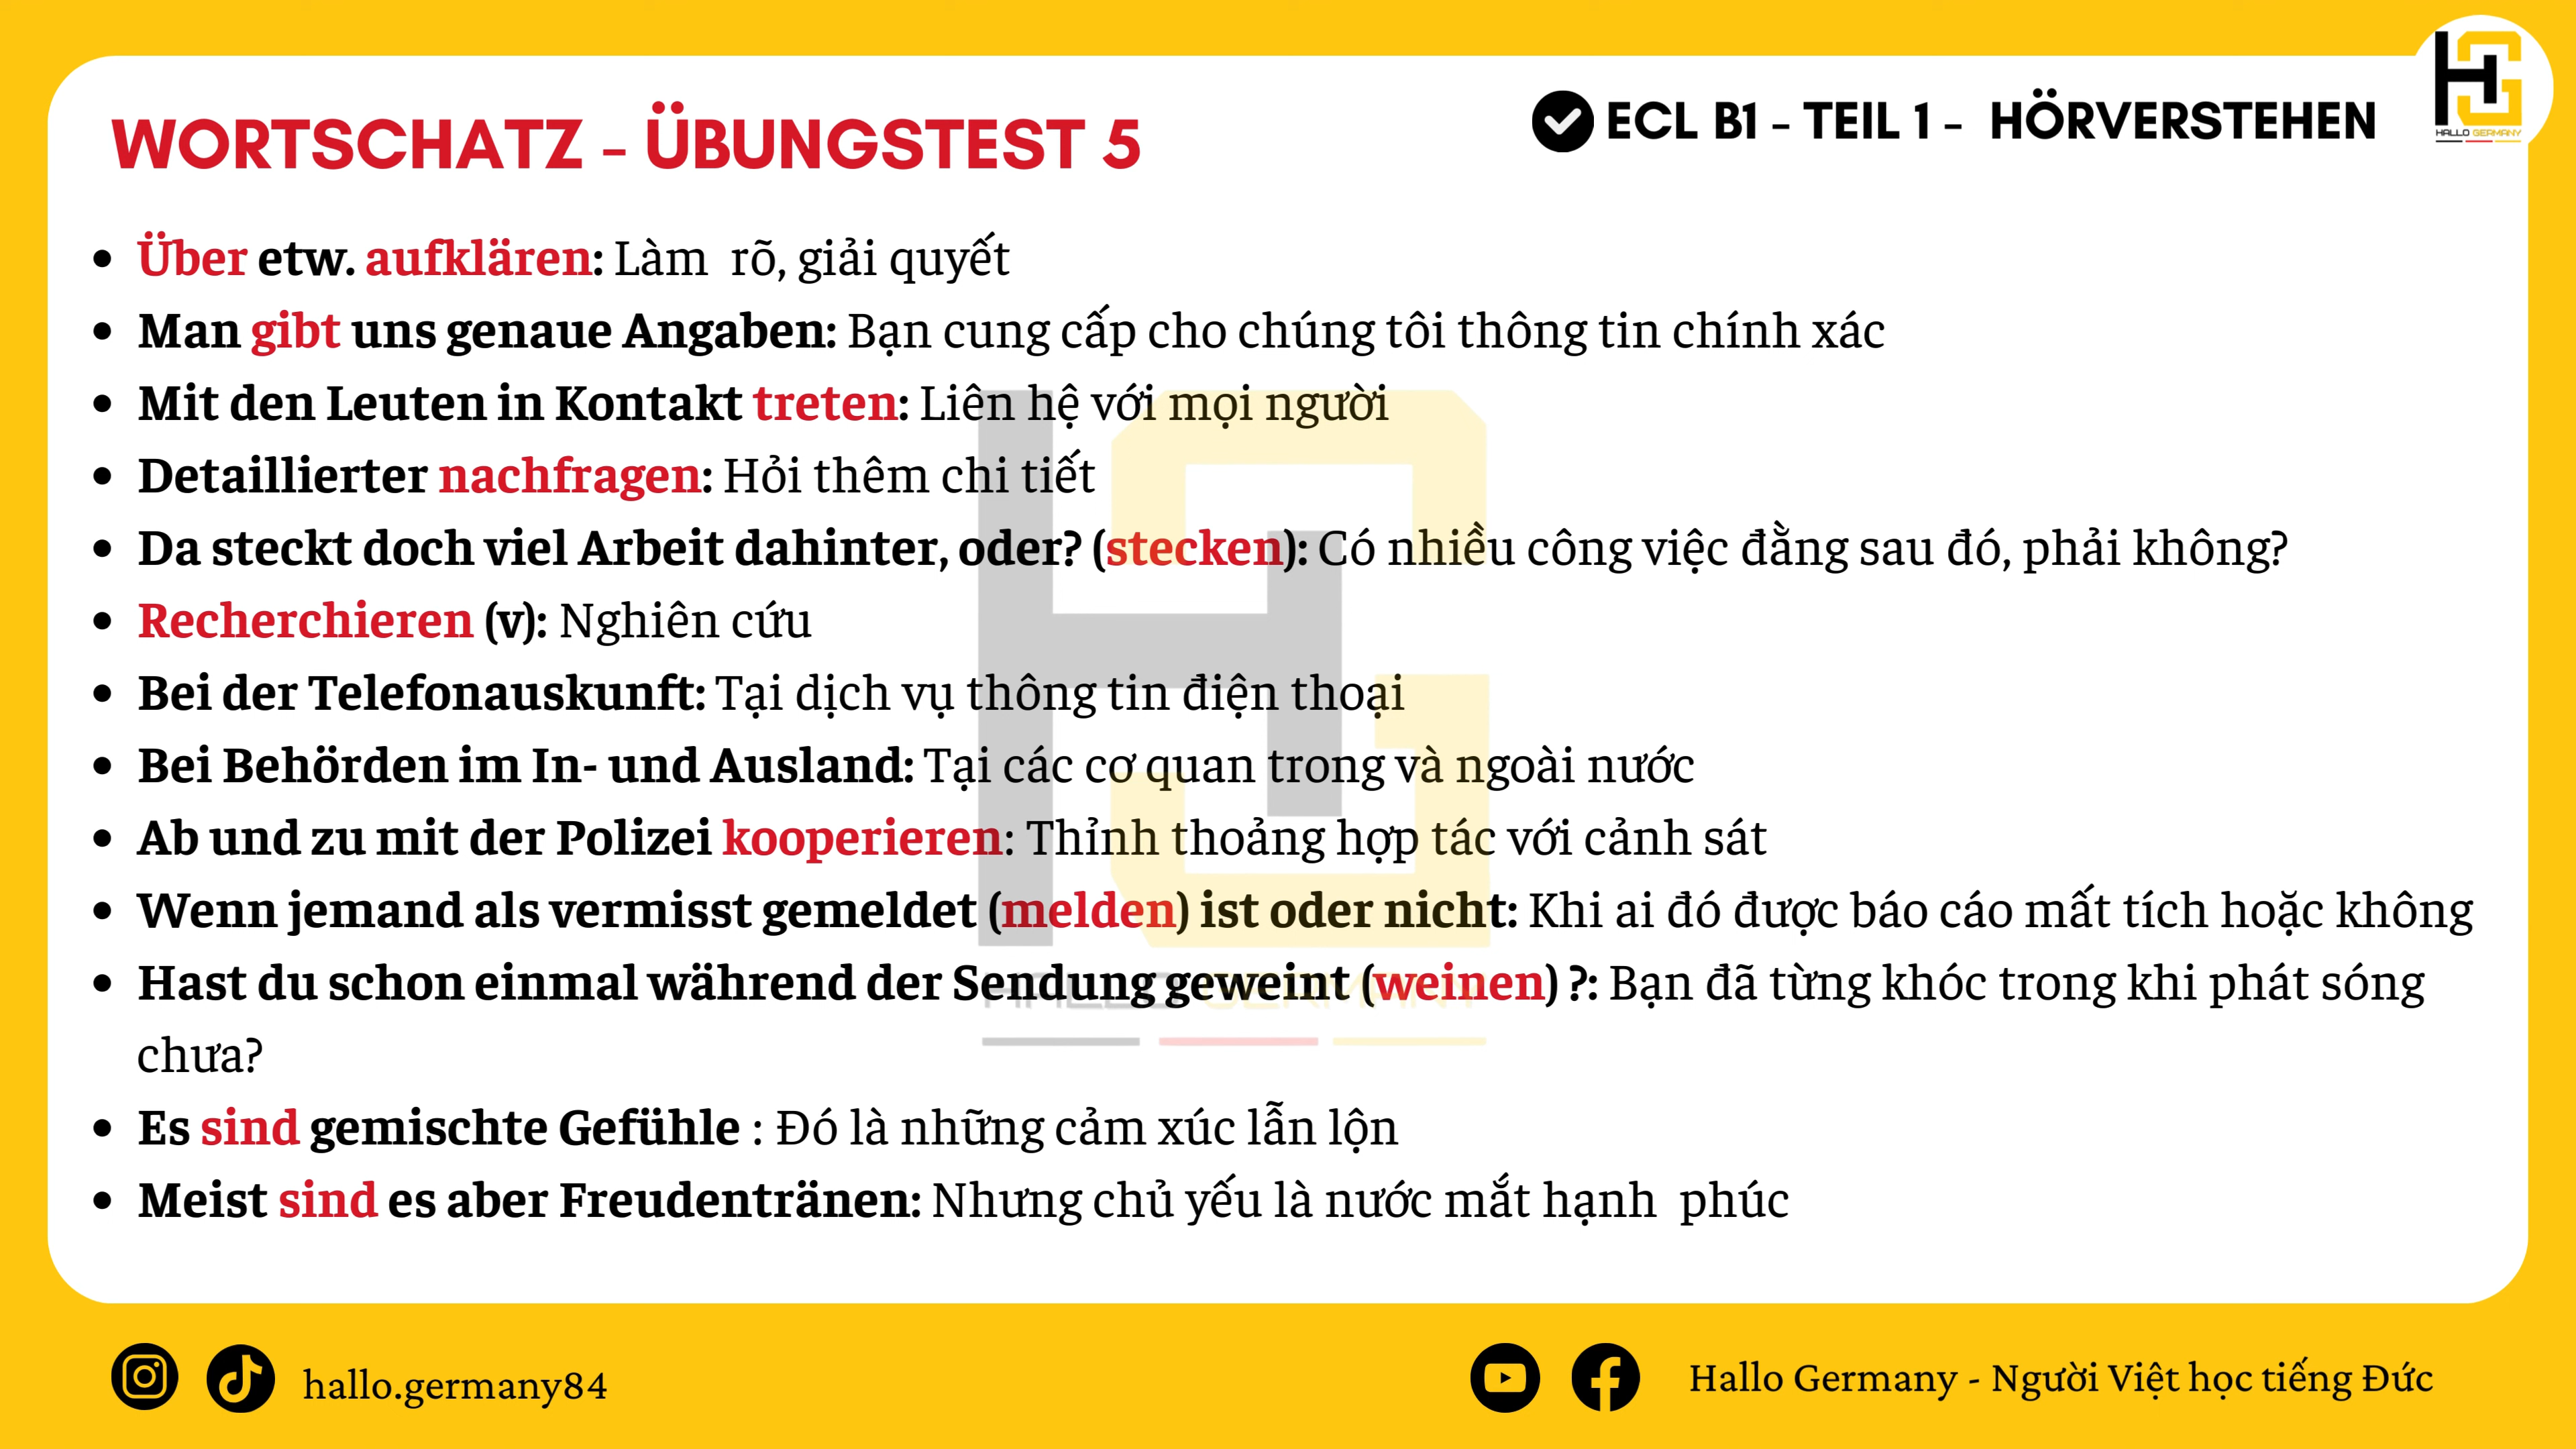 WORTSCHATZ - ÜBUNGSTEST 5
ECL B1 - TEIL 1 - HÖRVERSTEHEN
HALLO GERMANY
• Über etw. aufklären: Làm rõ, giải quyết
• Man gibt uns genaue Angaben: Bạn cung cấp cho chúng tôi thông tin chính xác
• Mit den Leuten in Kontakt treten: Liên hệ với mọi người
• Detaillierter nachfragen: Hỏi thêm chi tiết
• Da steckt doch viel Arbeit dahinter, oder? (stecken): Có nhiều công việc đằng sau đó, phải không?
• Recherchieren (v): Nghiên cứu
• Bei der Telefonauskunft: Tại dịch vụ thông tin điện thoại
• Bei Behörden im In- und Ausland: Tại các cơ quan trong và ngoài nước
• Ab und zu mit der Polizei kooperieren: Thỉnh thoảng hợp tác với cảnh sát
• Wenn jemand als vermisst gemeldet (melden) ist oder nicht: Khi ai đó được báo cáo mất tích hoặc không
• Hast du schon einmal während der Sendung geweint (weinen) ?: Bạn đã từng khóc trong khi phát sóng
chưa?
• Es sind gemischte Gefühle : Đó là những cảm xúc lẫn lộn
• Meist sind es aber Freudentränen: Nhưng chủ yếu là nước mắt hạnh phúc
HALLO GERMANY
hallo.germany84
Hallo Germany - Người Việt học tiếng Đức